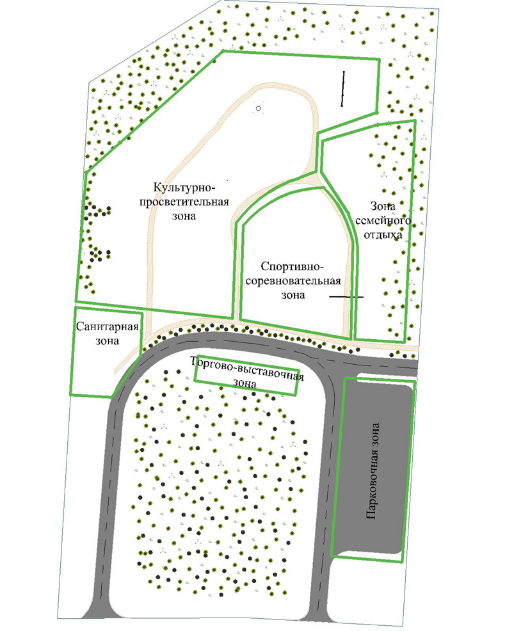 Культурно-
просветительная
зона
Зона
семейного
отдыха
Спортивно-
соревновательная
зона
Санитарная
зона
Торгово-выставочная
зона
Парковочная зона